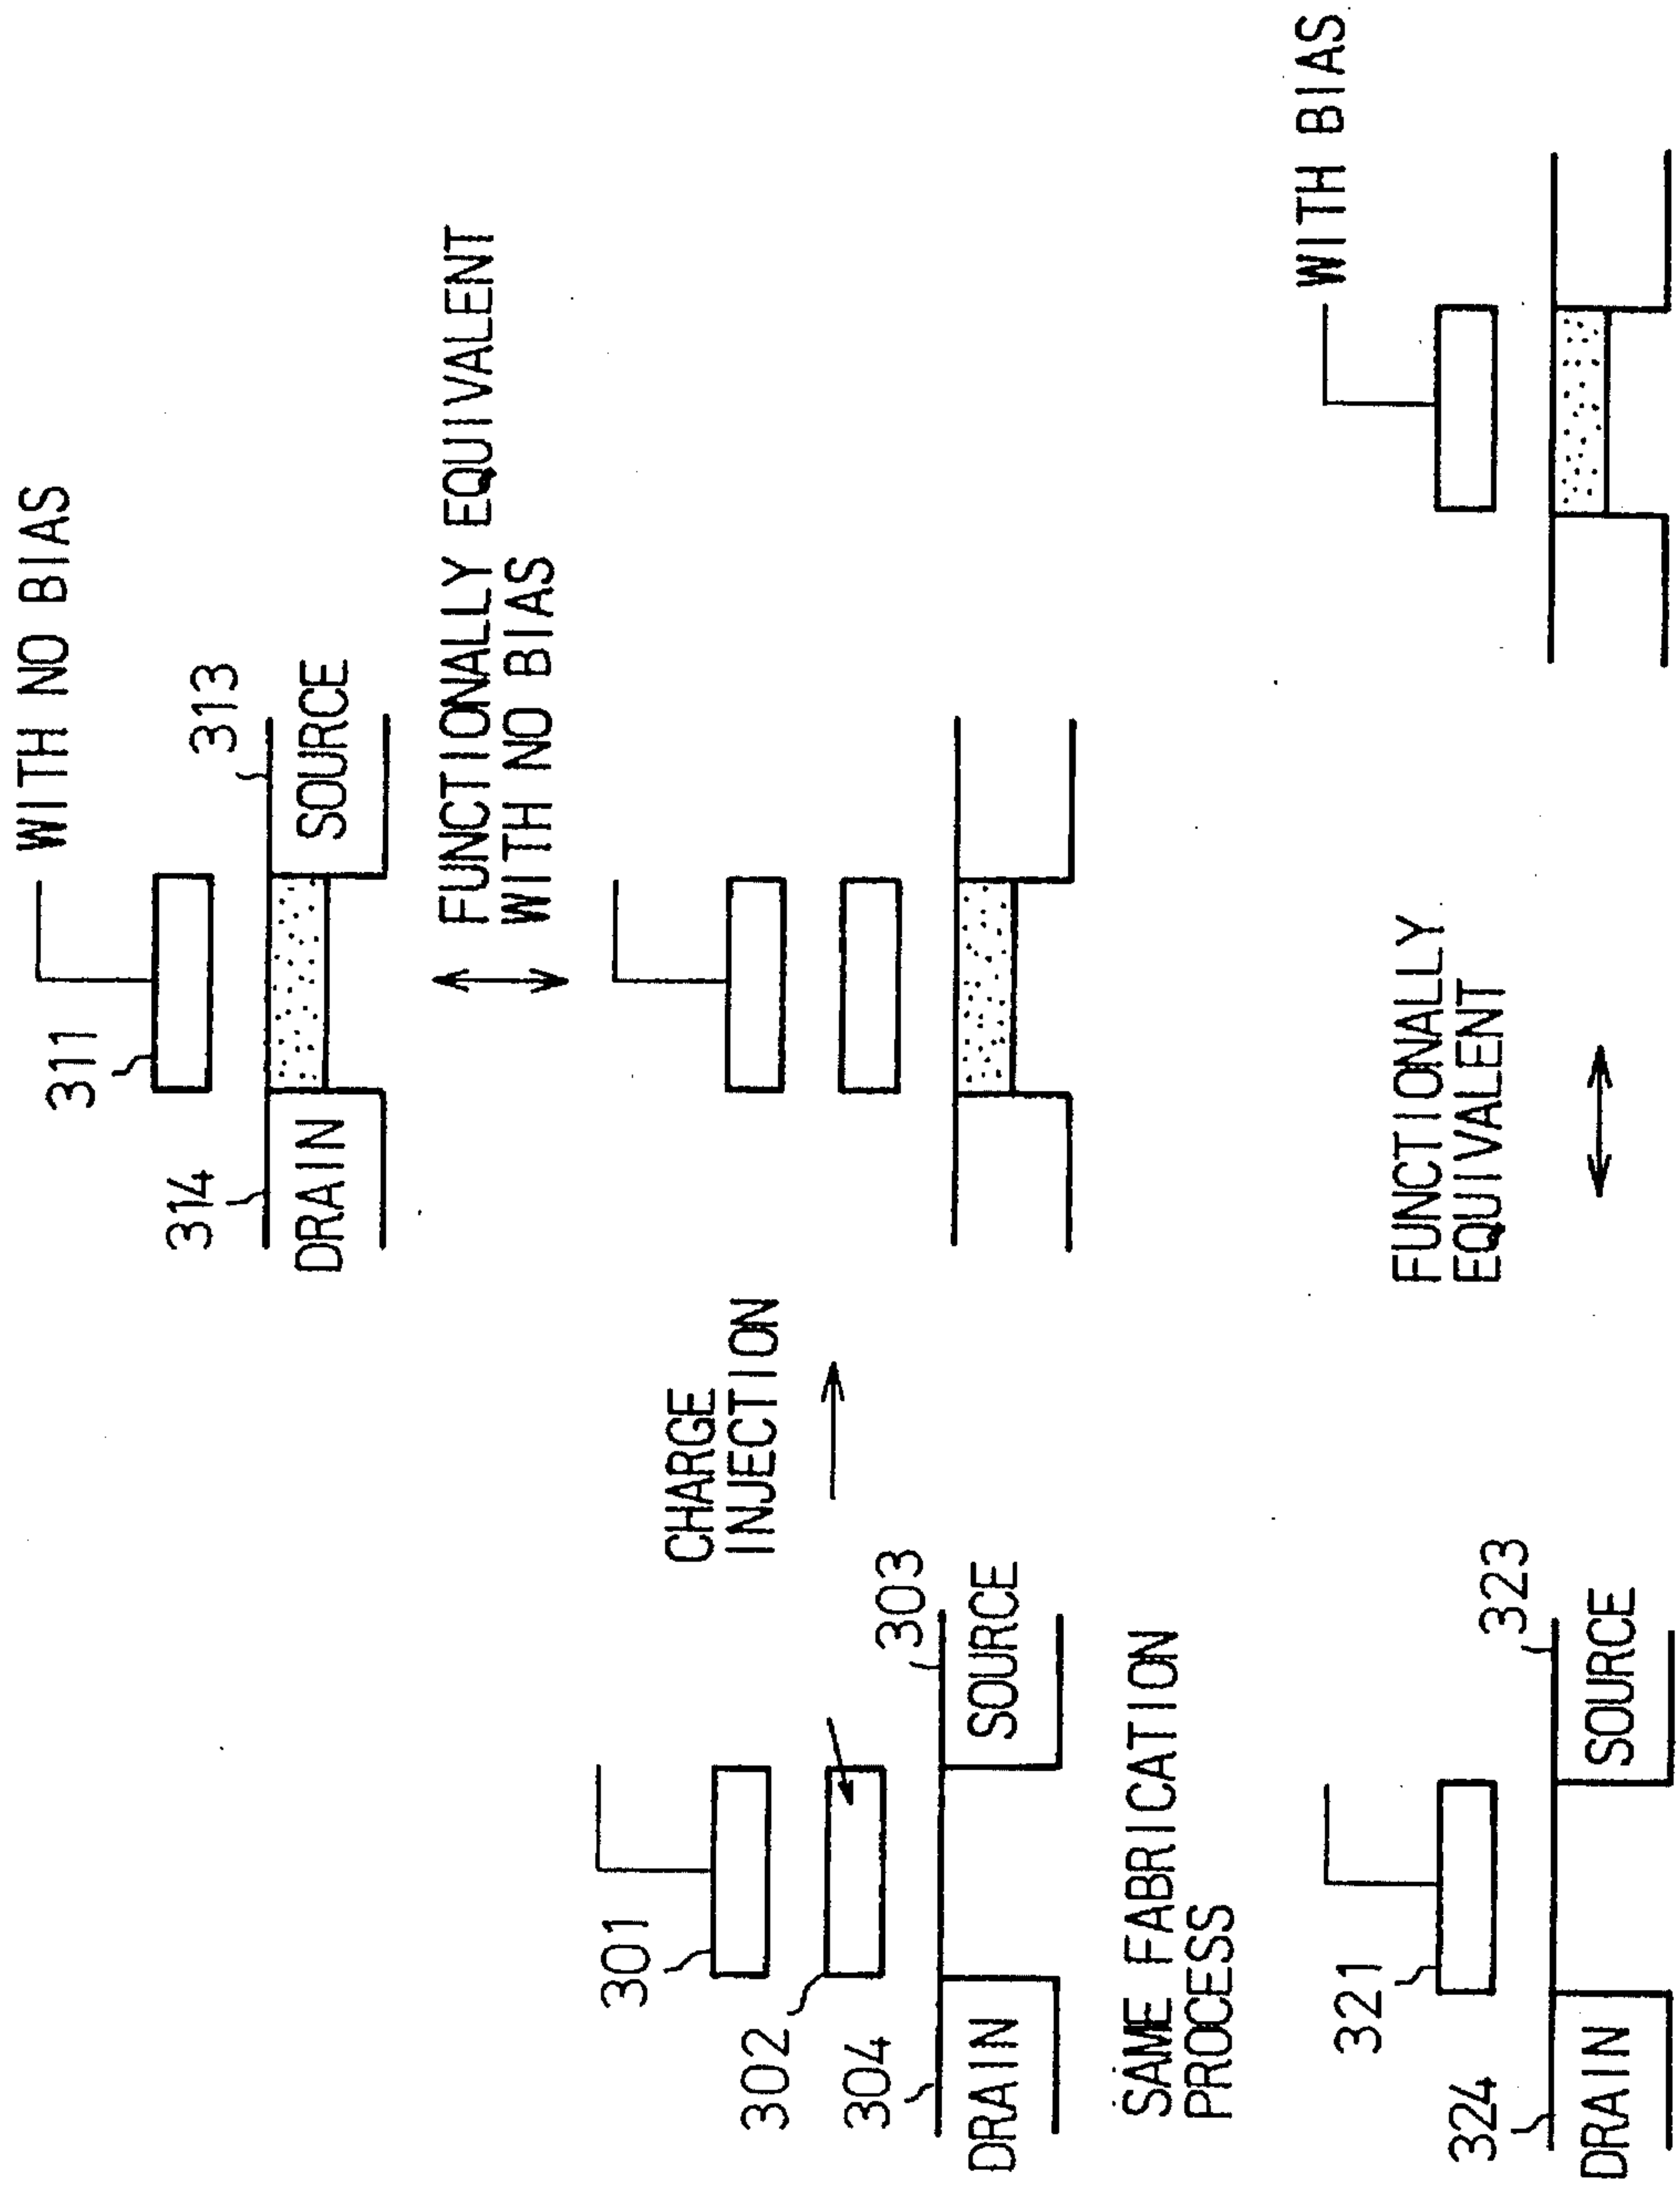 WITH NO BIAS
311
314
313
DRAIN
SOURCE
FUNCTIONALLY EQUIVALENT
WITH NO BIAS
CHARGE
INJECTION
301
302
304
303
DRAIN
SOURCE
SAME FABRICATION
PROCESS
WITH BIAS
FUNCTIONALLY
EQUIVALENT
321
324
323
DRAIN
SOURCE